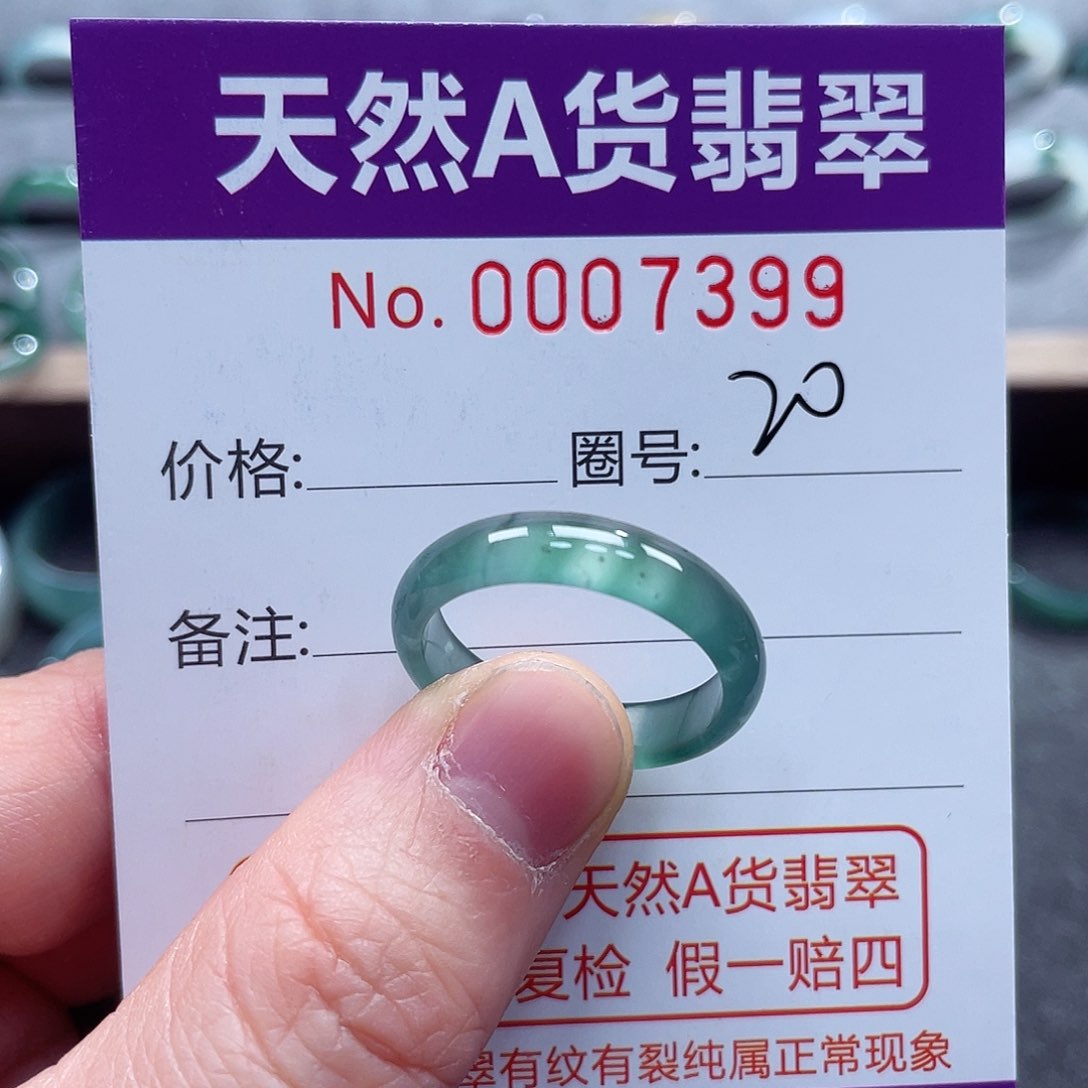 天然A货翡翠
No. 0007399
价格: 圈号: 20
备注:
天然A货翡翠
复检 假一赔四
翠有纹有裂纯属正常现象